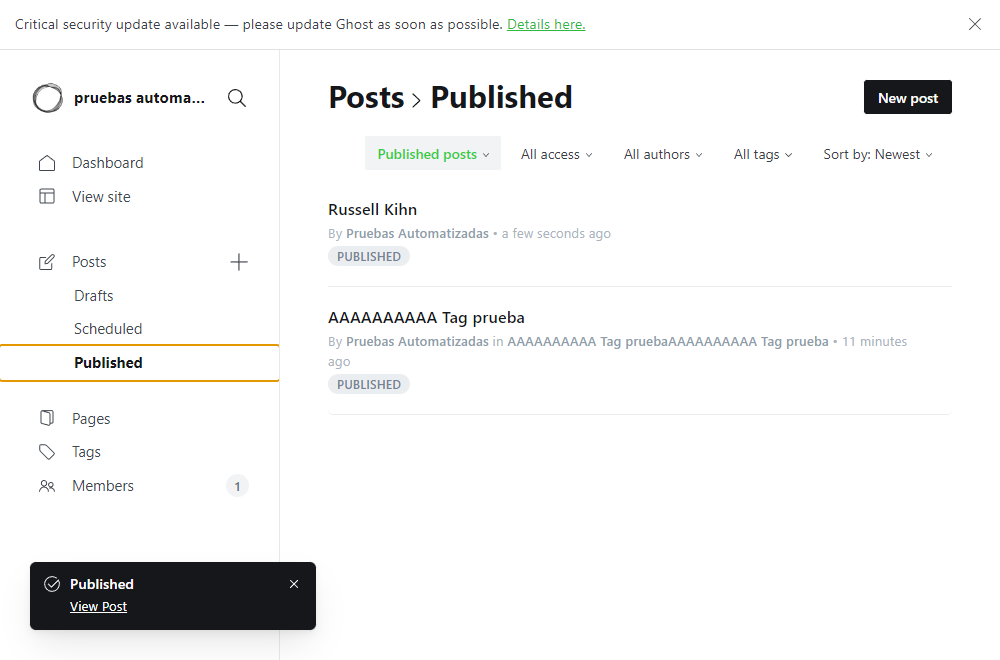 Critical security update available — please update Ghost as soon as possible. Details here.
pruebas automa...
Dashboard
View site
Posts
Drafts
Scheduled
Published
Pages
Tags
Members
1
Published
View Post
Posts › Published
New post
Published posts
All access
All authors
All tags
Sort by: Newest
Russell Kihn
By Pruebas Automatizadas • a few seconds ago
PUBLISHED
AAAAAAAAAA Tag prueba
By Pruebas Automatizadas in AAAAAAAAAA Tag pruebaAAAAAAAAAA Tag prueba • 11 minutes
ago
PUBLISHED